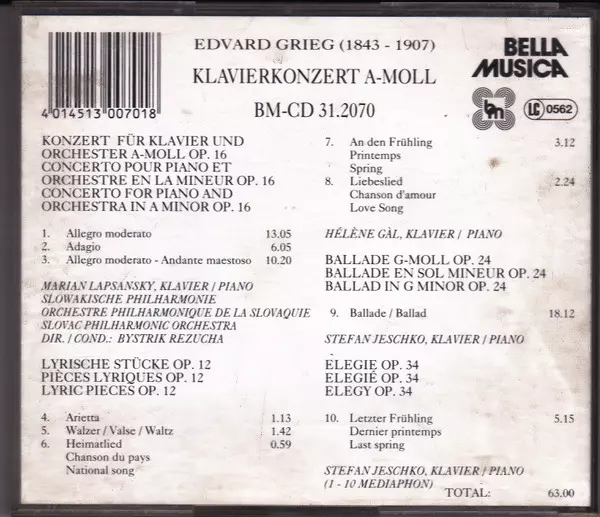 EDVARD GRIEG (1843 - 1907)
KLAVIERKONZERT A-MOLL
BM-CD 31.2070
BELLA
MUSICA
bm
LC 0562
4 014513 007018
KONZERT FÜR KLAVIER UND
ORCHESTER A-MOLL OP. 16
CONCERTO POUR PIANO ET
ORCHESTRE EN LA MINEUR OP. 16
CONCERTO FOR PIANO AND
ORCHESTRA IN A MINOR OP. 16
1. Allegro moderato 13.05
2. Adagio 6.05
3. Allegro moderato - Andante maestoso 10.20
MARIAN LAPSANSKY, KLAVIER / PIANO
SLOWAKISCHE PHILHARMONIE
ORCHESTRE PHILHARMONIQUE DE LA SLOVAQUIE
SLOVAC PHILHARMONIC ORCHESTRA
DIR. / COND.: BYSTRIK REZUCHA
LYRISCHE STÜCKE OP. 12
PIÈCES LYRIQUES OP. 12
LYRIC PIECES OP. 12
4. Arietta 1.13
5. Walzer / Valse / Waltz 1.42
6. Heimatlied 0.59
Chanson du pays
National song
7. An den Frühling 3.12
Printemps
Spring
8. Liebeslied 2.24
Chanson d'amour
Love Song
HÉLÈNE GÀL, KLAVIER / PIANO
BALLADE G-MOLL OP. 24
BALLADE EN SOL MINEUR OP. 24
BALLAD IN G MINOR OP. 24
9. Ballade / Ballad 18.12
STEFAN JESCHKO, KLAVIER / PIANO
ELEGIE OP. 34
ELEGIÉ OP. 34
ELEGY OP. 34
10. Letzter Frühling 5.15
Dernier printemps
Last spring
STEFAN JESCHKO, KLAVIER / PIANO
(1 - 10 MEDIAPHON)
TOTAL: 63.00